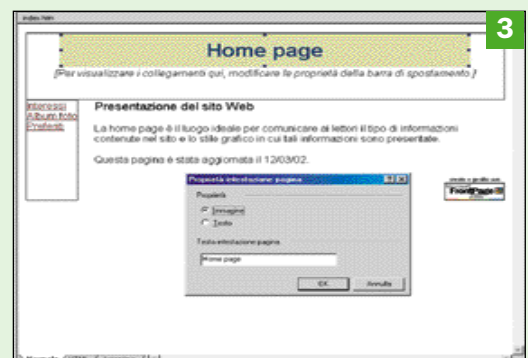 index.htm
3
Home page
[Per visualizzare i collegamenti qui, modificare le proprietà della barra di spostamento.]
Interessi
Album foto
Preferiti
Presentazione del sito Web
La home page è il luogo ideale per comunicare ai lettori il tipo di informazioni
contenute nel sito e lo stile grafico in cui tali informazioni sono presentate.
Questa pagina è stata aggiornata il 12/03/02.
FrontPage
Proprietà intestazione pagina
Proprietà
Immagine
Testo
Testo intestazione pagina
Home page
OK
Annulla